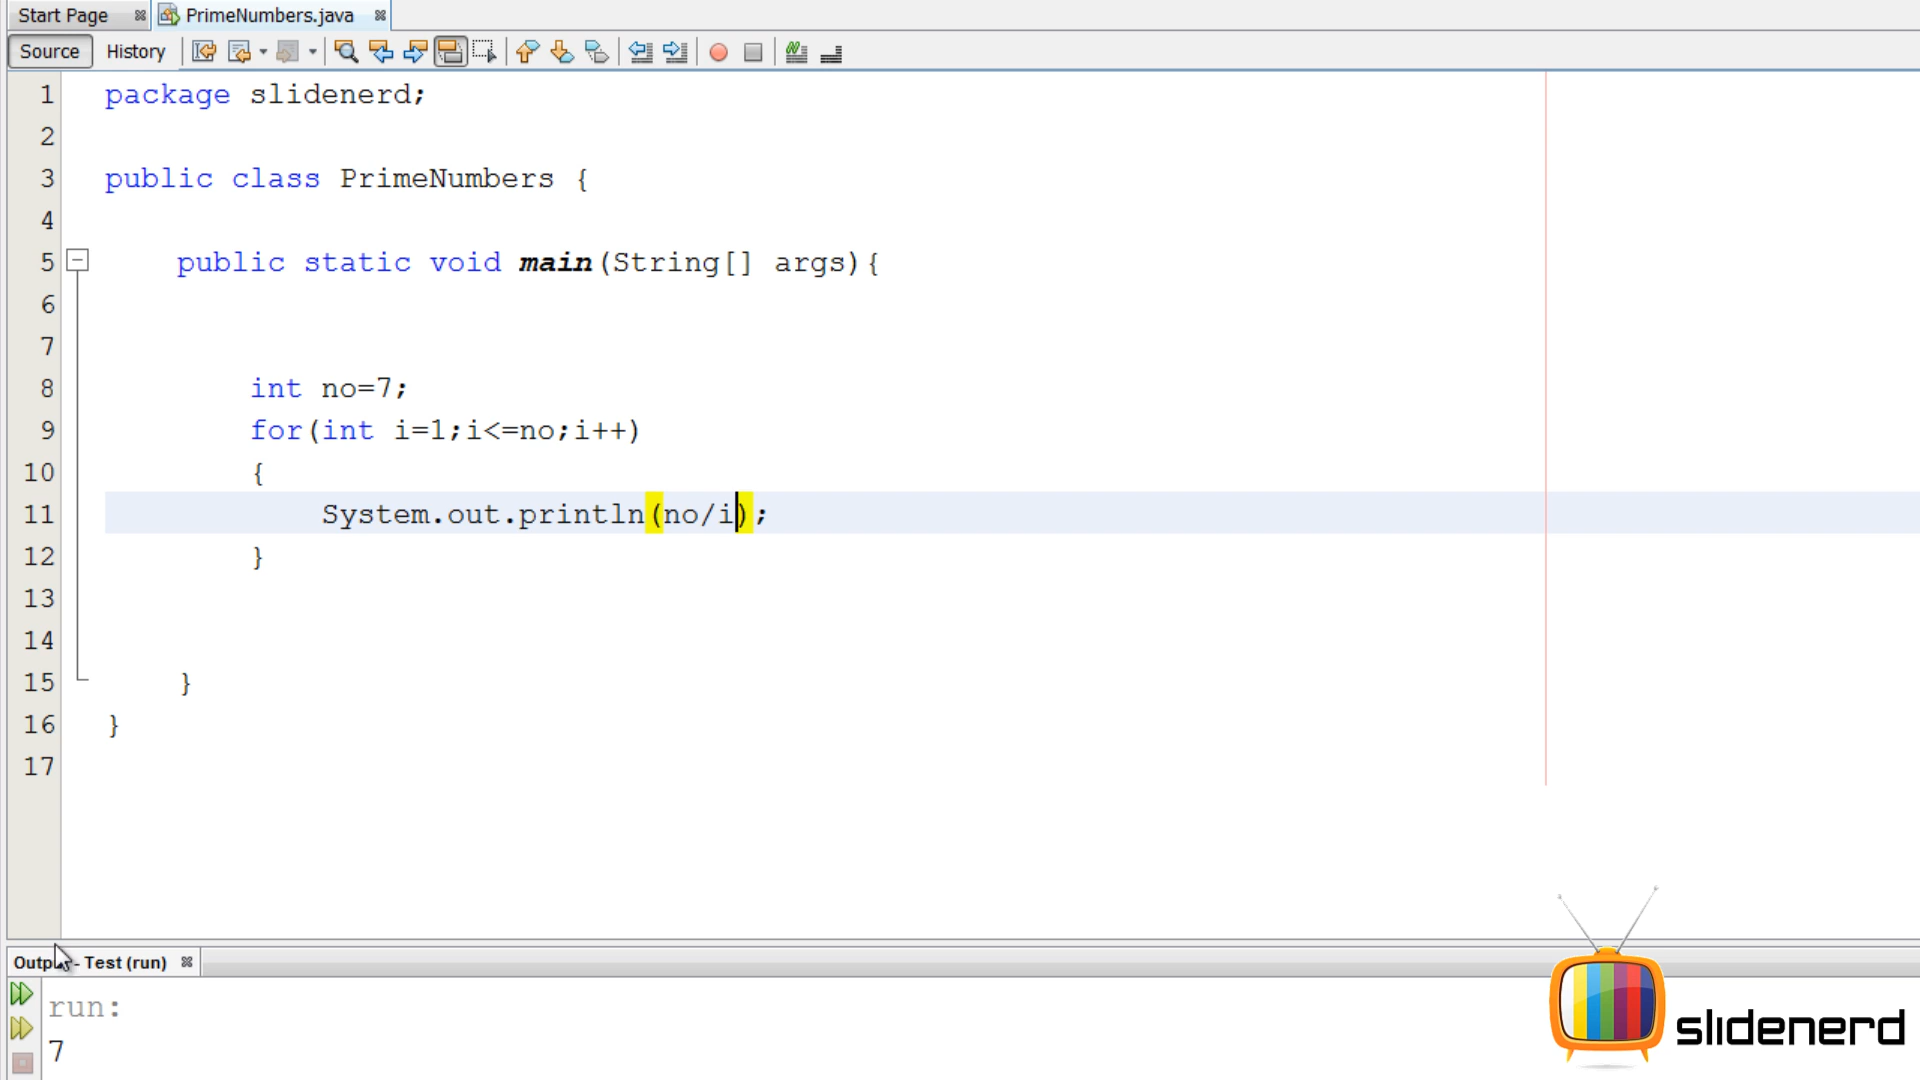 Start Page PrimeNumbers.java
Source History
1 package slidenerd;
2
3 public class PrimeNumbers {
4
5 public static void main(String[] args){
6
7
8 int no=7;
9 for(int i=1;i<=no;i++)
10 {
11 System.out.println(no/i);
12 }
13
14
15 }
16 }
17
Output - Test (run)
run:
7
slidenerd